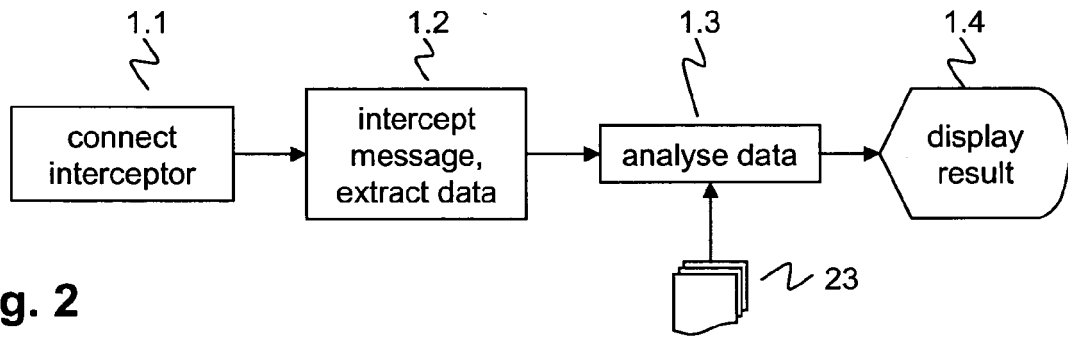 1.1
1.2
1.3
1.4
connect
interceptor
intercept
message,
extract data
analyse data
display
result
23
g. 2